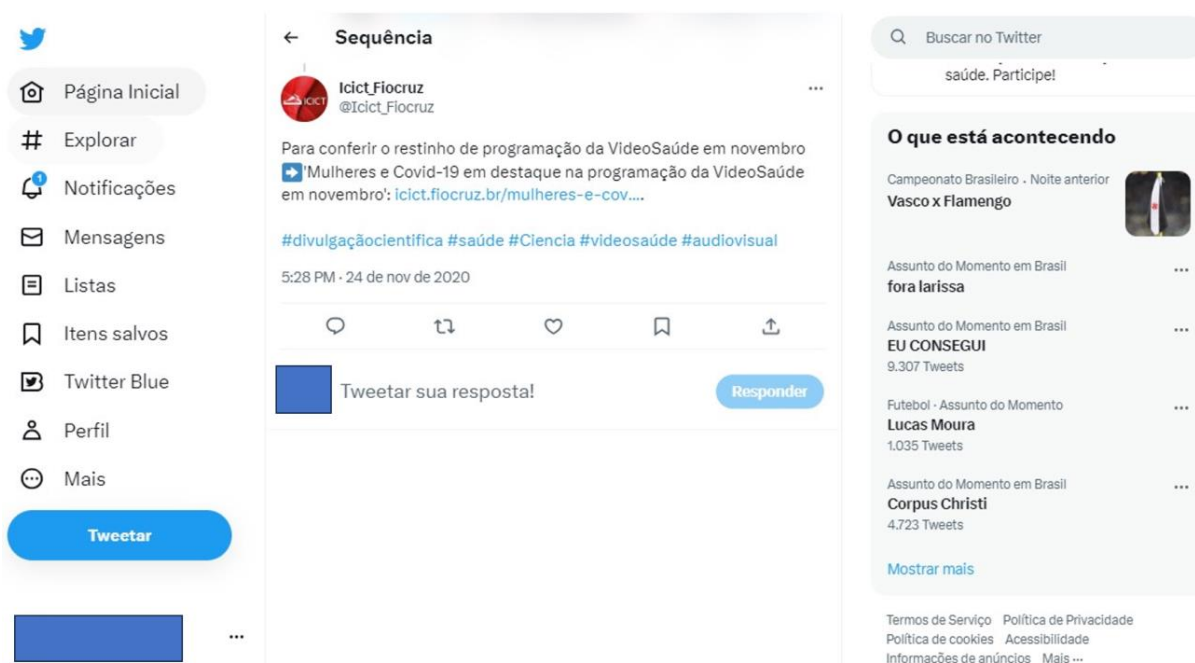 Página Inicial
Explorar
1
Notificações
Mensagens
Listas
Itens salvos
Twitter Blue
Perfil
Mais
Tweetar
Sequência
ICICT
Icict_Fiocruz
@Icict_Fiocruz
Para conferir o restinho de programação da VideoSaúde em novembro
'Mulheres e Covid-19 em destaque na programação da VideoSaúde
em novembro': icict.fiocruz.br/mulheres-e-cov....
#divulgaçãocientifica #saúde #Ciencia #videosaúde #audiovisual
5:28 PM · 24 de nov de 2020
Tweetar sua resposta!
Responder
Buscar no Twitter
saúde. Participe!
O que está acontecendo
Campeonato Brasileiro · Noite anterior
Vasco x Flamengo
Assunto do Momento em Brasil
fora larissa
Assunto do Momento em Brasil
EU CONSEGUI
9.307 Tweets
Futebol · Assunto do Momento
Lucas Moura
1.035 Tweets
Assunto do Momento em Brasil
Corpus Christi
4.723 Tweets
Mostrar mais
Termos de Serviço Política de Privacidade
Política de cookies Acessibilidade
Informações de anúncios Mais ...